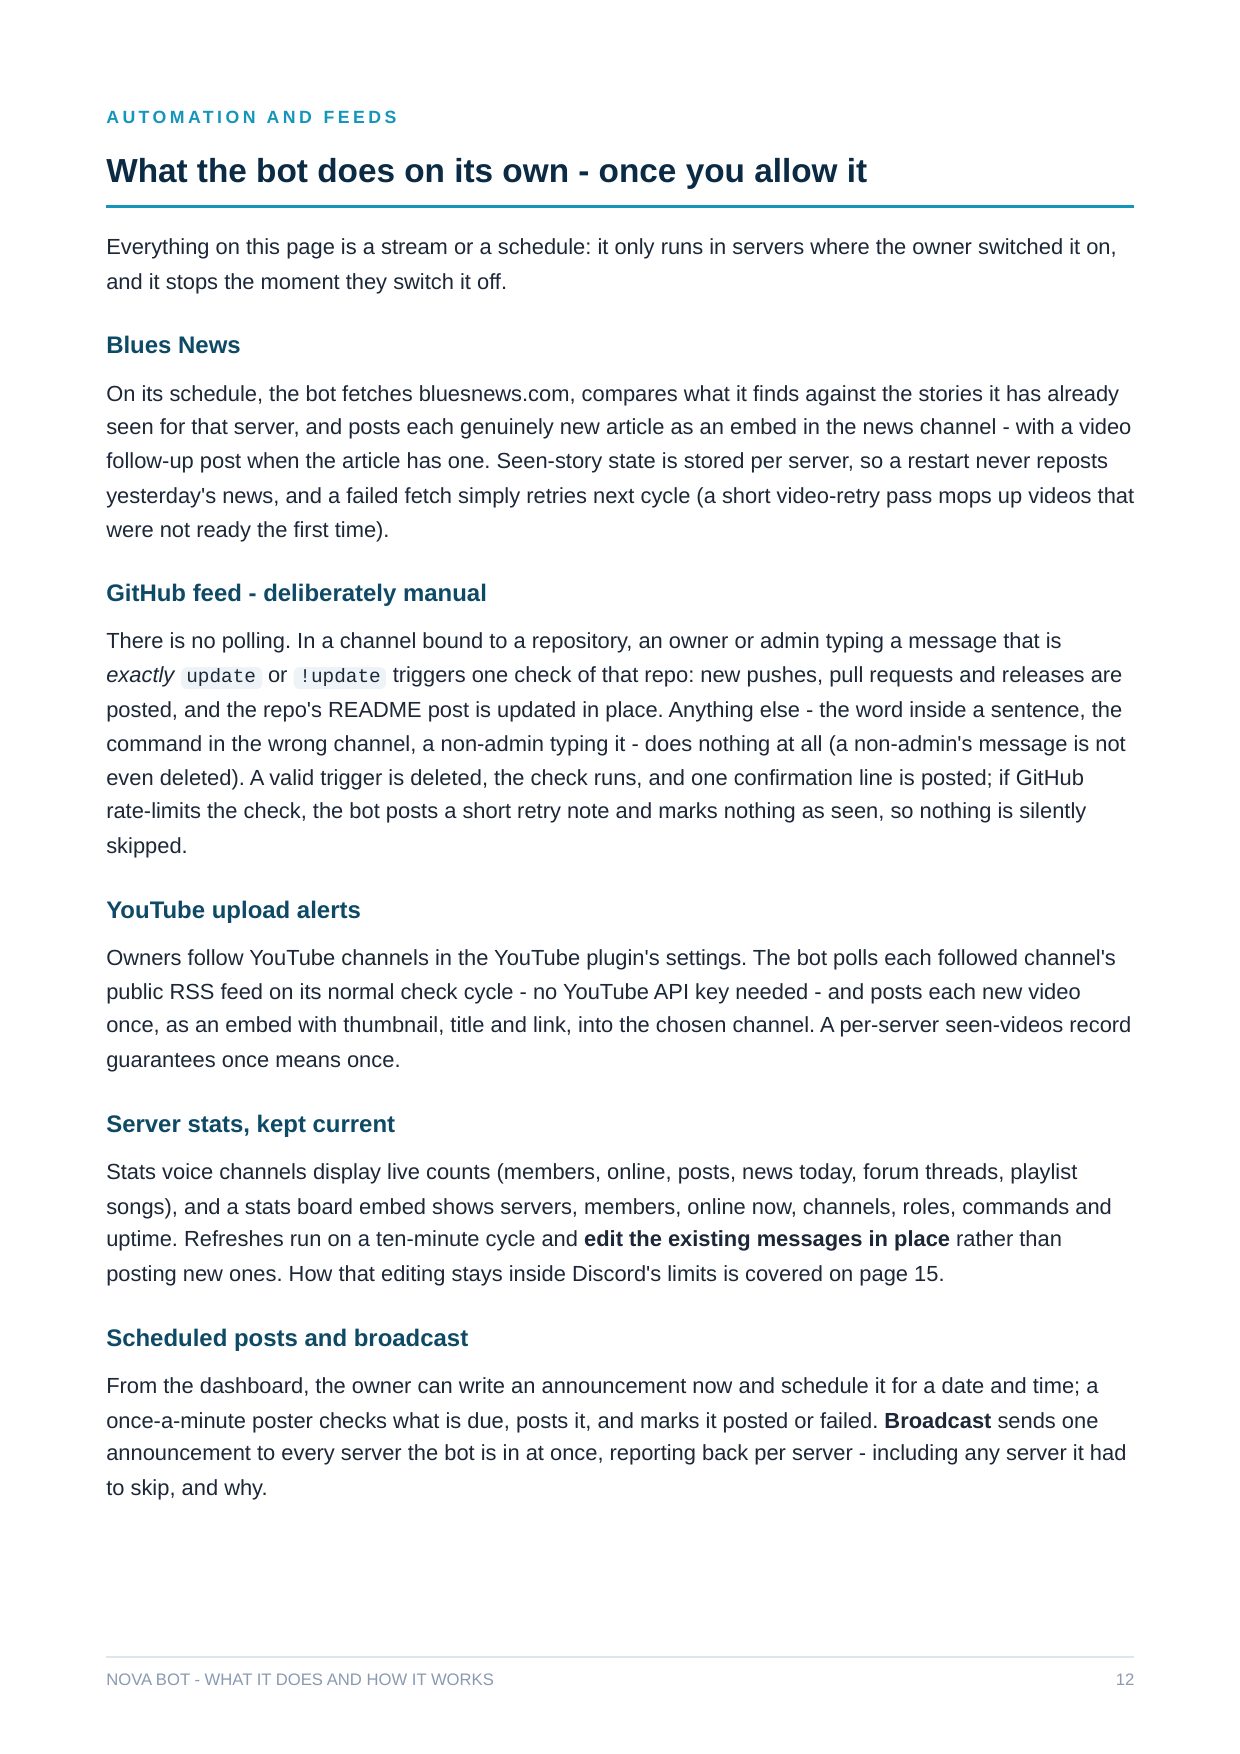 AUTOMATION AND FEEDS
What the bot does on its own - once you allow it
Everything on this page is a stream or a schedule: it only runs in servers where the owner switched it on,
and it stops the moment they switch it off.
Blues News
On its schedule, the bot fetches bluesnews.com, compares what it finds against the stories it has already
seen for that server, and posts each genuinely new article as an embed in the news channel - with a video
follow-up post when the article has one. Seen-story state is stored per server, so a restart never reposts
yesterday's news, and a failed fetch simply retries next cycle (a short video-retry pass mops up videos that
were not ready the first time).
GitHub feed - deliberately manual
There is no polling. In a channel bound to a repository, an owner or admin typing a message that is
exactly update or !update triggers one check of that repo: new pushes, pull requests and releases are
posted, and the repo's README post is updated in place. Anything else - the word inside a sentence, the
command in the wrong channel, a non-admin typing it - does nothing at all (a non-admin's message is not
even deleted). A valid trigger is deleted, the check runs, and one confirmation line is posted; if GitHub
rate-limits the check, the bot posts a short retry note and marks nothing as seen, so nothing is silently
skipped.
YouTube upload alerts
Owners follow YouTube channels in the YouTube plugin's settings. The bot polls each followed channel's
public RSS feed on its normal check cycle - no YouTube API key needed - and posts each new video
once, as an embed with thumbnail, title and link, into the chosen channel. A per-server seen-videos record
guarantees once means once.
Server stats, kept current
Stats voice channels display live counts (members, online, posts, news today, forum threads, playlist
songs), and a stats board embed shows servers, members, online now, channels, roles, commands and
uptime. Refreshes run on a ten-minute cycle and edit the existing messages in place rather than
posting new ones. How that editing stays inside Discord's limits is covered on page 15.
Scheduled posts and broadcast
From the dashboard, the owner can write an announcement now and schedule it for a date and time; a
once-a-minute poster checks what is due, posts it, and marks it posted or failed. Broadcast sends one
announcement to every server the bot is in at once, reporting back per server - including any server it had
to skip, and why.
NOVA BOT - WHAT IT DOES AND HOW IT WORKS
12